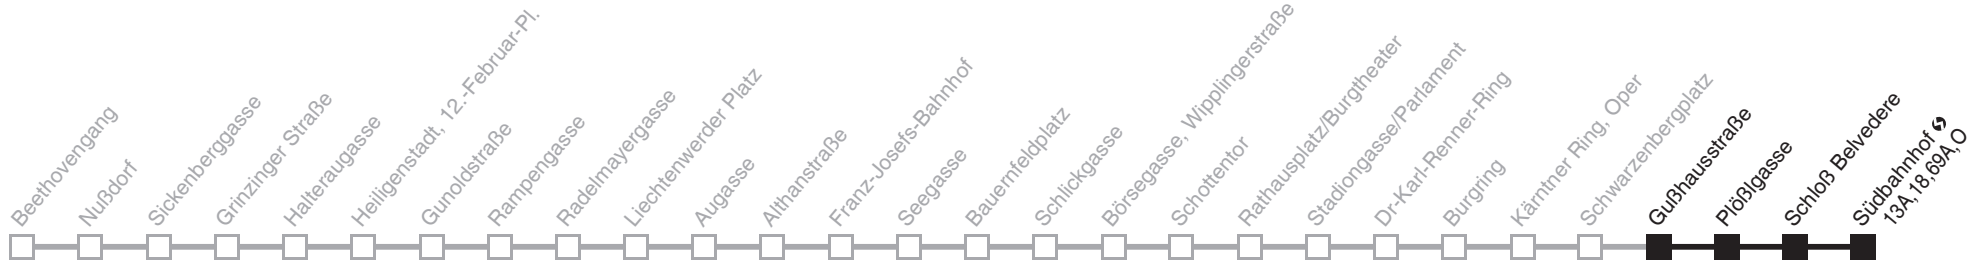 Beethovengang
Nußdorf
Sickenberggasse
Grinzinger Straße
Halteraugasse
Heiligenstadt, 12.-Februar-Pl.
Gunoldstraße
Rampengasse
Radelmayergasse
Liechtenwerder Platz
Augasse
Althanstraße
Franz-Josefs-Bahnhof
Seegasse
Bauernfeldplatz
Schlickgasse
Börsegasse, Wipplingerstraße
Schottentor
Rathausplatz/Burgtheater
Stadiongasse/Parlament
Dr-Karl-Renner-Ring
Burgring
Kärntner Ring, Oper
Schwarzenbergplatz
Gußhausstraße
Plößlgasse
Schloß Belvedere
Südbahnhof
13A,18,69A,O